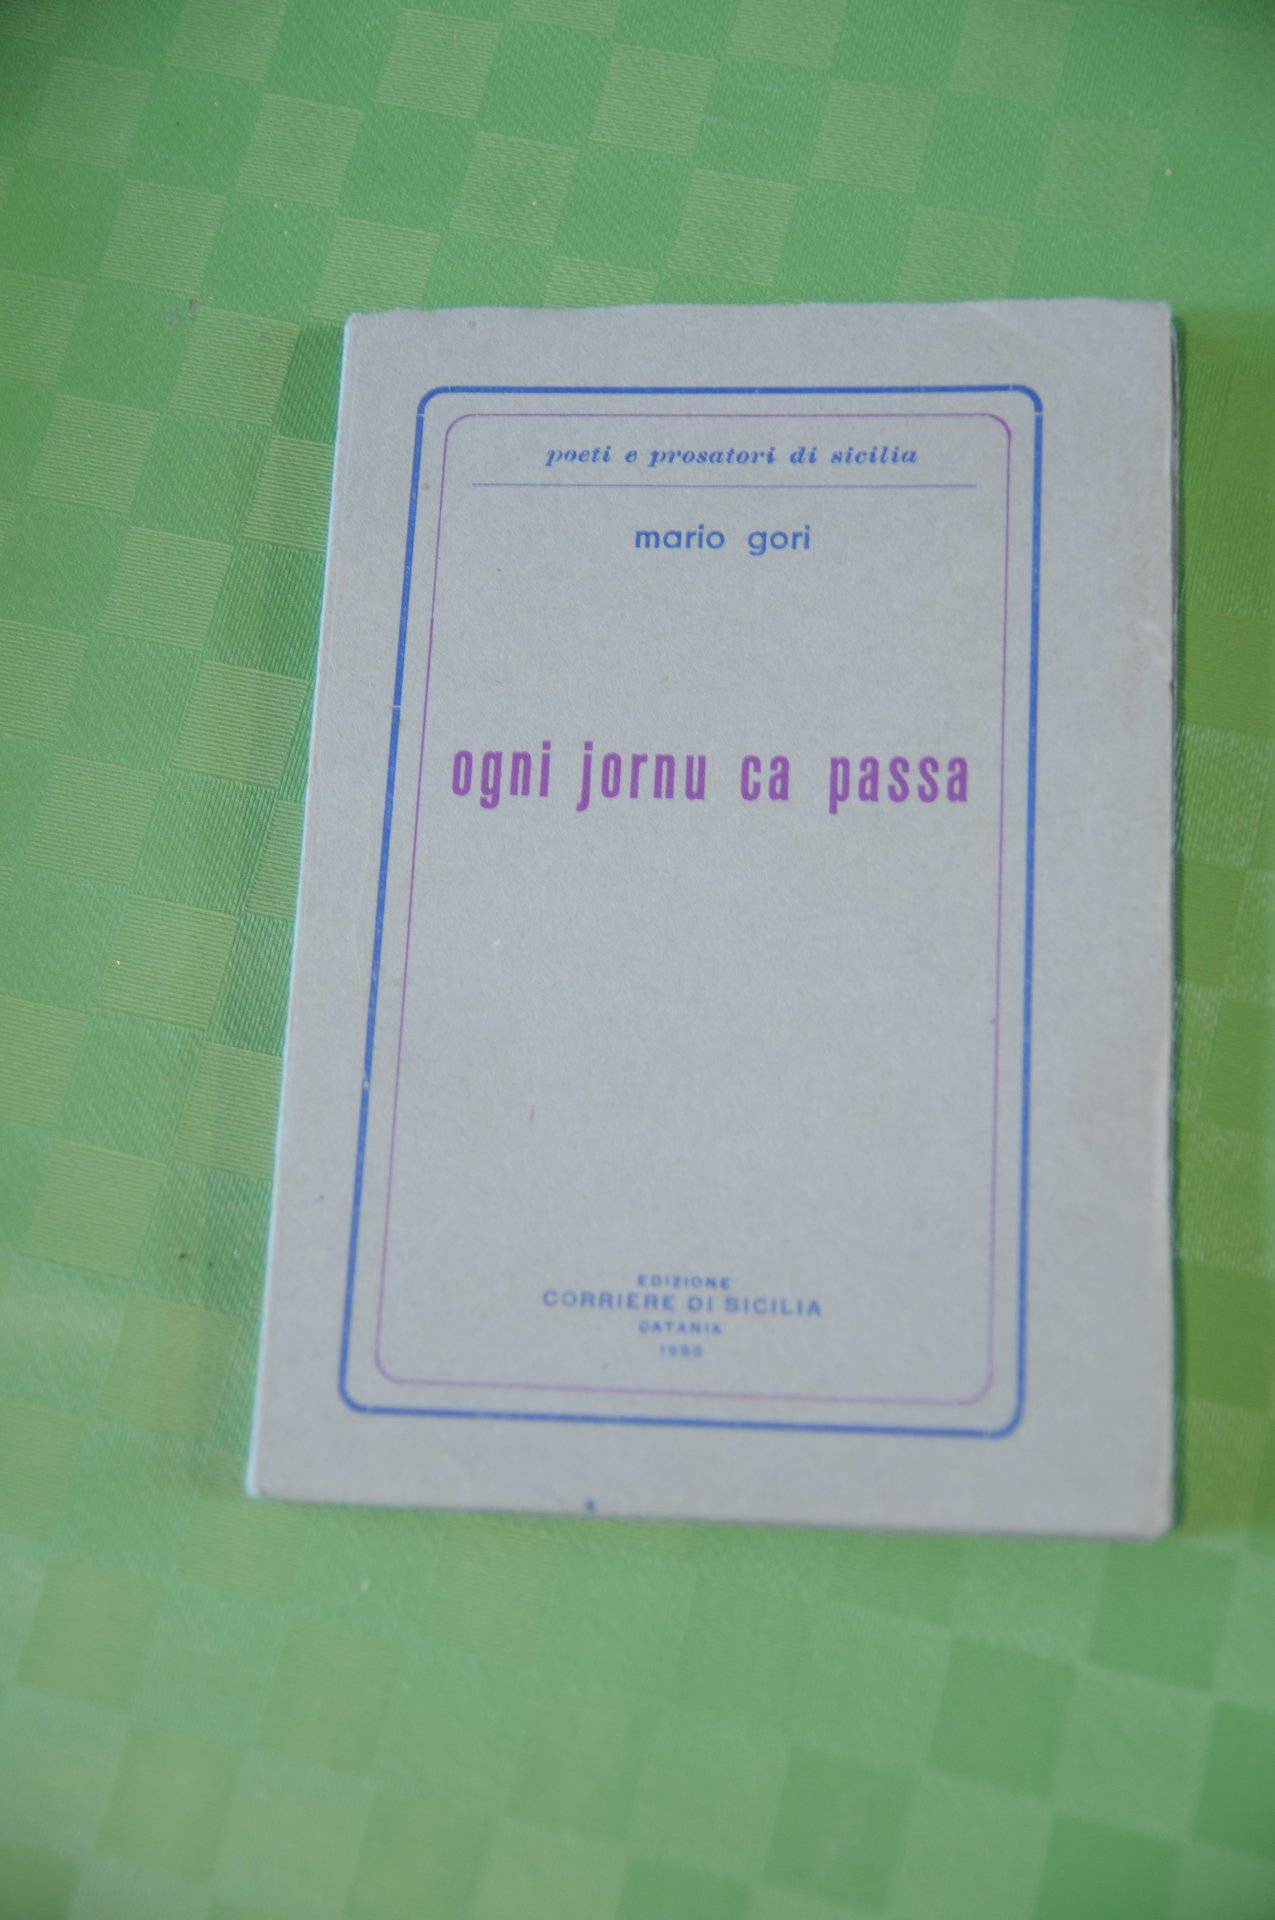 poeti e prosatori di sicilia
mario gori
ogni jornu ca passa
EDIZIONE
CORRIERE DI SICILIA
CATANIA